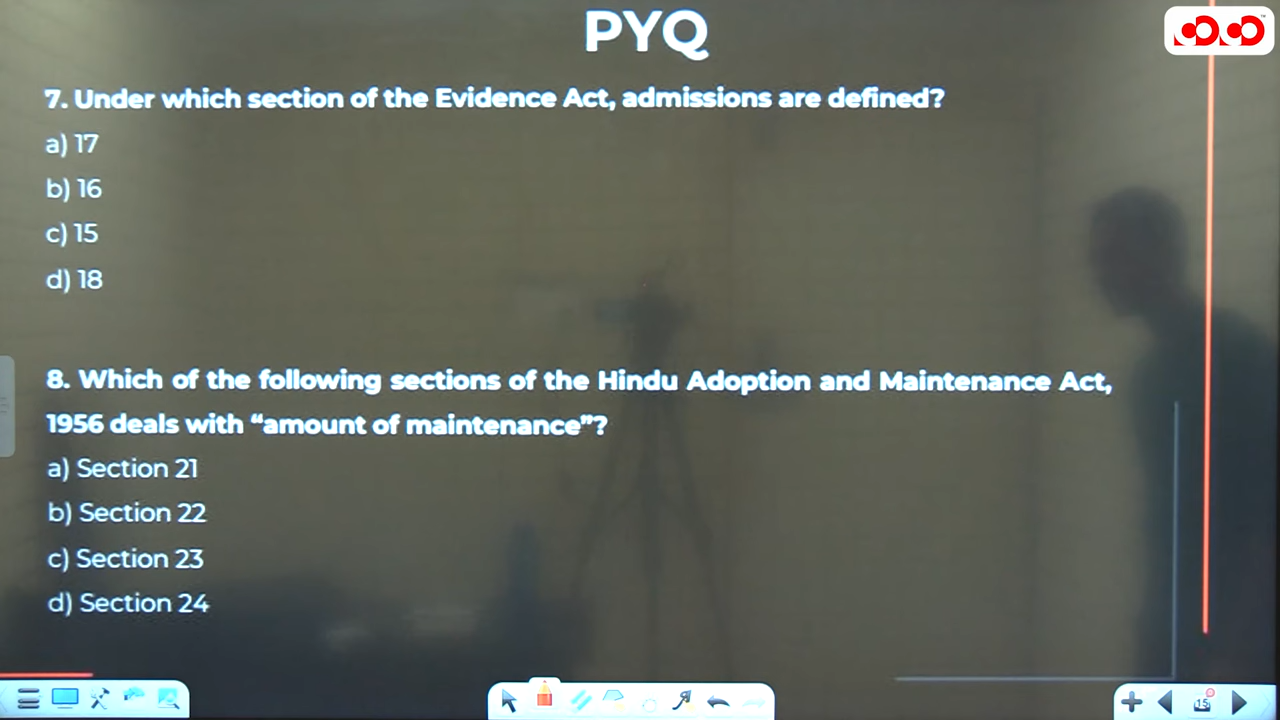 PYQ
7. Under which section of the Evidence Act, admissions are defined?
a) 17
b) 16
c) 15
d) 18
8. Which of the following sections of the Hindu Adoption and Maintenance Act,
1956 deals with “amount of maintenance”?
a) Section 21
b) Section 22
c) Section 23
d) Section 24
15